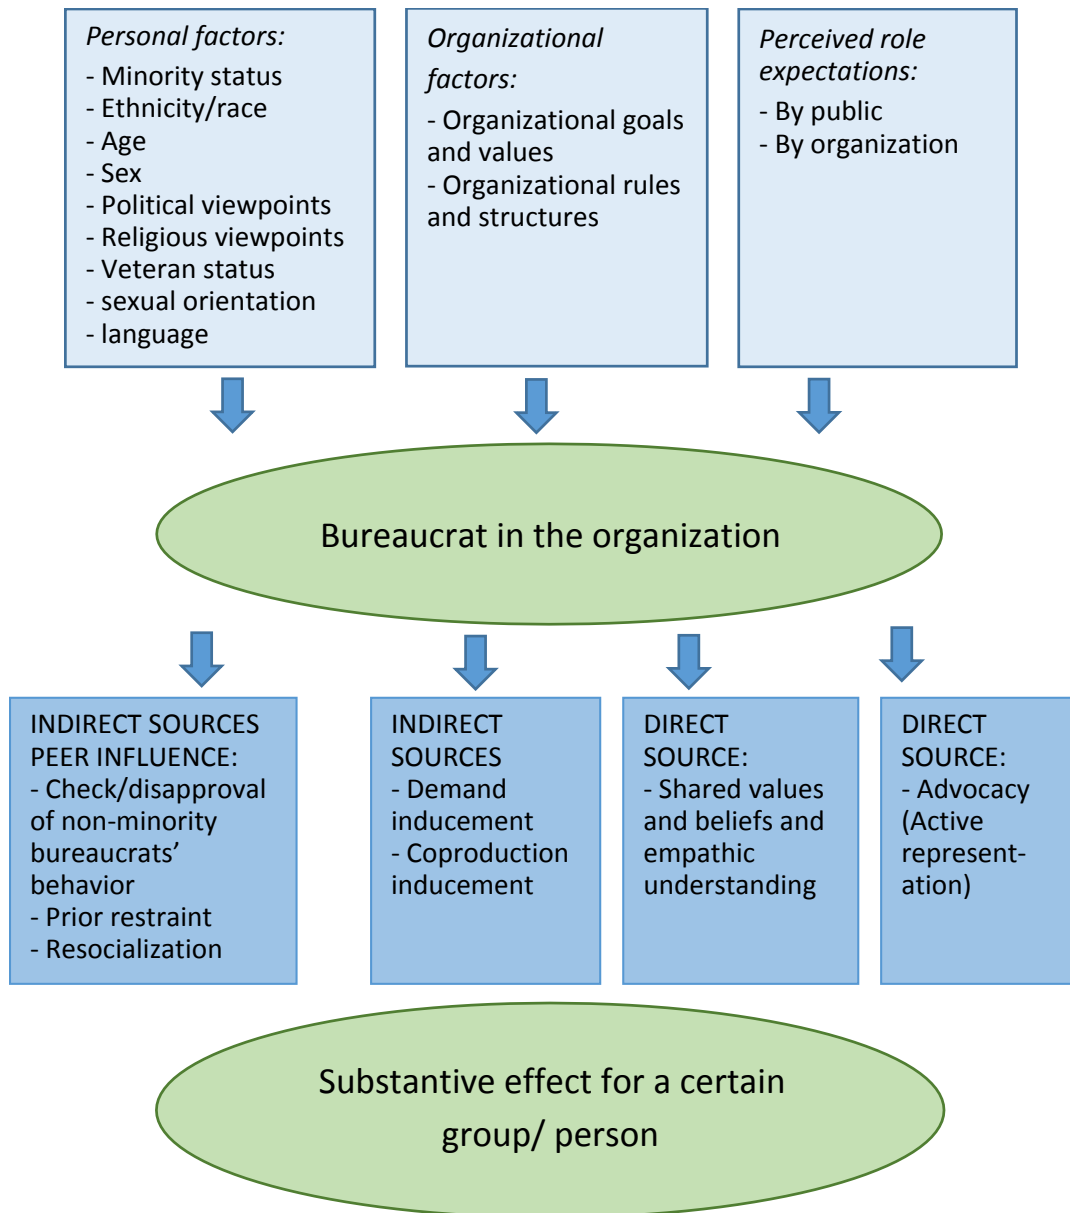 Personal factors:
- Minority status
- Ethnicity/race
- Age
- Sex
- Political viewpoints
- Religious viewpoints
- Veteran status
- sexual orientation
- language
Organizational
factors:
- Organizational goals
and values
- Organizational rules
and structures
Perceived role
expectations:
- By public
- By organization
Bureaucrat in the organization
INDIRECT SOURCES
PEER INFLUENCE:
- Check/disapproval
of non-minority
bureaucrats’
behavior
- Prior restraint
- Resocialization
INDIRECT
SOURCES
- Demand
inducement
- Coproduction
inducement
DIRECT
SOURCE:
- Shared values
and beliefs and
empathic
understanding
DIRECT
SOURCE:
- Advocacy
(Active
represent-
ation)
Substantive effect for a certain
group/ person